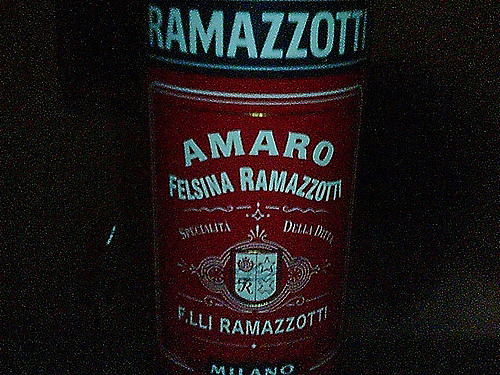 RAMAZZOTTI
AMARO
FELSINA RAMAZZOTTI
SPECIALITÀ DELLA DITTA
F.LLI RAMAZZOTTI
MILANO